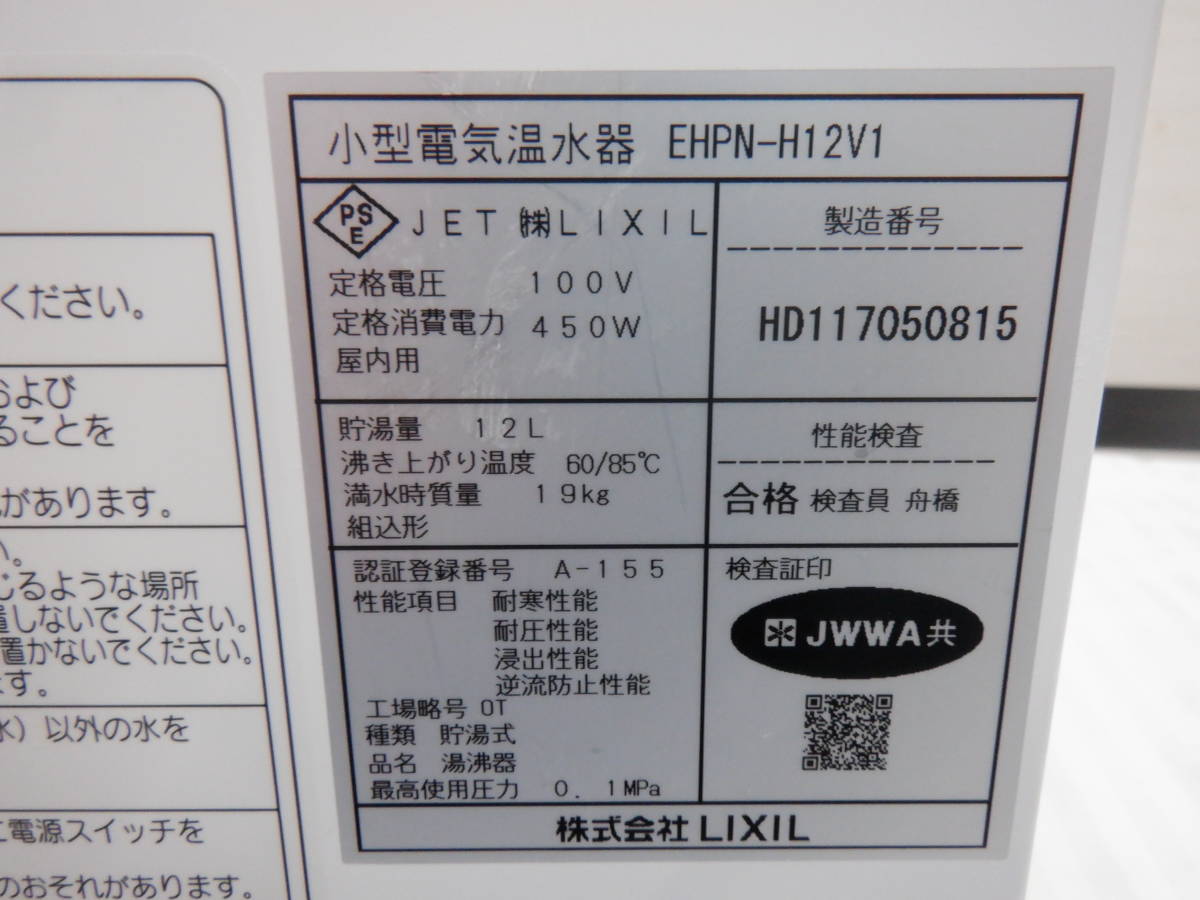 小型電気温水器 EHPN-H12V1
PSE JET ㈱LIXIL
定格電圧 100V
定格消費電力 450W
屋内用
製造番号
HD117050815
貯湯量 12L
沸き上がり温度 60/85℃
満水時質量 19kg
組込形
性能検査
合格 検査員 舟橋
認証登録番号 A-155
性能項目 耐寒性能
耐圧性能
浸出性能
逆流防止性能
工場略号 OT
種類 貯湯式
品名 湯沸器
最高使用圧力 0.1MPa
検査証印
JWWA共
株式会社LIXIL
ください。
および
ることを
があります。
い。
じるような場所
置しないでください。
置かないでください。
ます。
水）以外の水を
電源スイッチを
のおそれがあります。